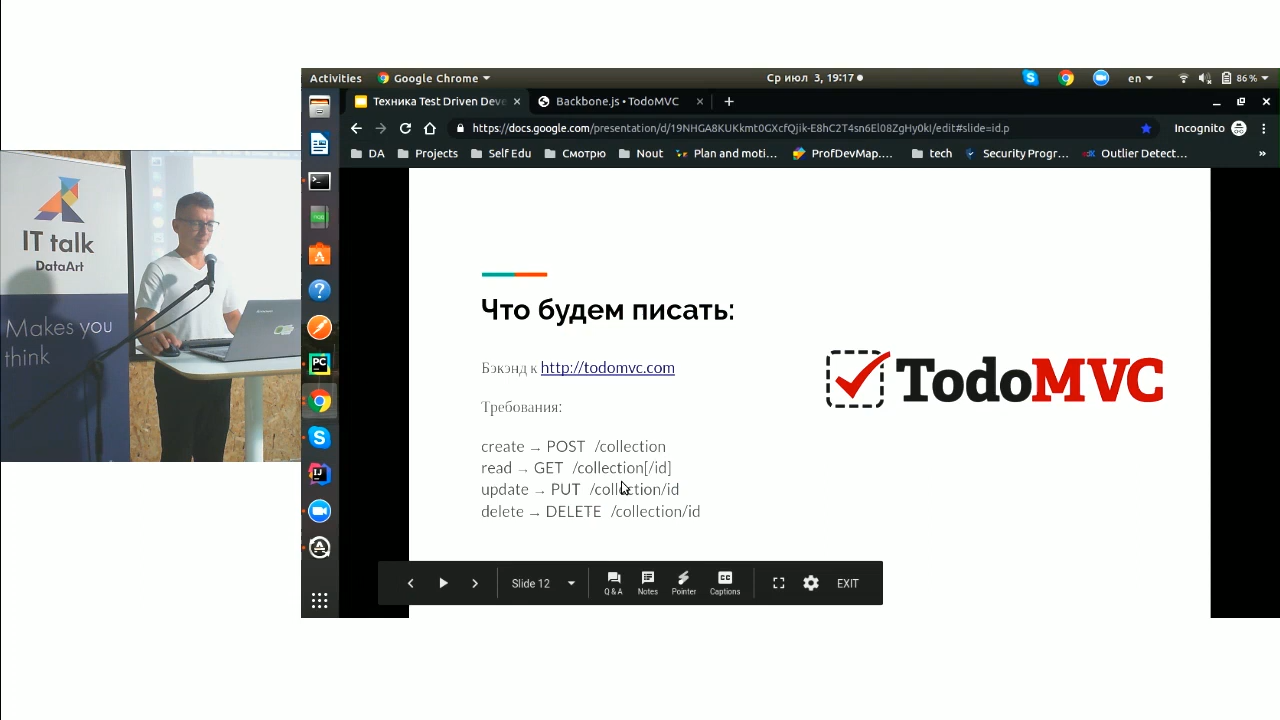 Activities
Google Chrome
Ср июл 3, 19:17
en
86 %
Техника Test Driven Deve
Backbone.js • TodoMVC
https://docs.google.com/presentation/d/19NHGA8KUKkmt0GXcfQjik-E8hC2T4sn6El08ZgHy0kI/edit#slide=id.p
Incognito
DA
Projects
Self Edu
Смотрю
Nout
Plan and moti...
ProfDevMap....
tech
Security Progr...
Outlier Detect...
IT talk
DataArt
Makes you
think
Что будем писать:
Бэкэнд к http://todomvc.com
TodoMVC
Требования:
create → POST /collection
read → GET /collection[/id]
update → PUT /collection/id
delete → DELETE /collection/id
Slide 12
Q & A
Notes
Pointer
Captions
EXIT
PC
IJ